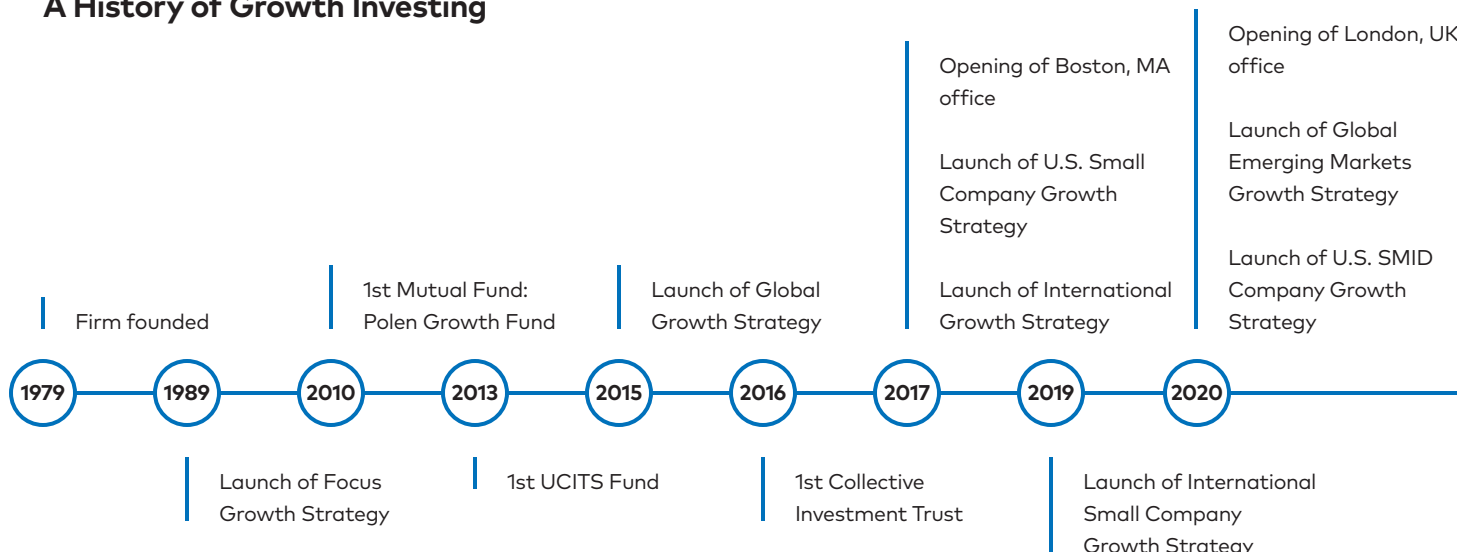 A History of Growth Investing
Opening of Boston, MA
office
Launch of U.S. Small
Company Growth
Strategy
Launch of International
Growth Strategy
Opening of London, UK
office
Launch of Global
Emerging Markets
Growth Strategy
Launch of U.S. SMID
Company Growth
Strategy
Firm founded
1st Mutual Fund:
Polen Growth Fund
Launch of Global
Growth Strategy
1979
1989
2010
2013
2015
2016
2017
2019
2020
Launch of Focus
Growth Strategy
1st UCITS Fund
1st Collective
Investment Trust
Launch of International
Small Company
Growth Strategy